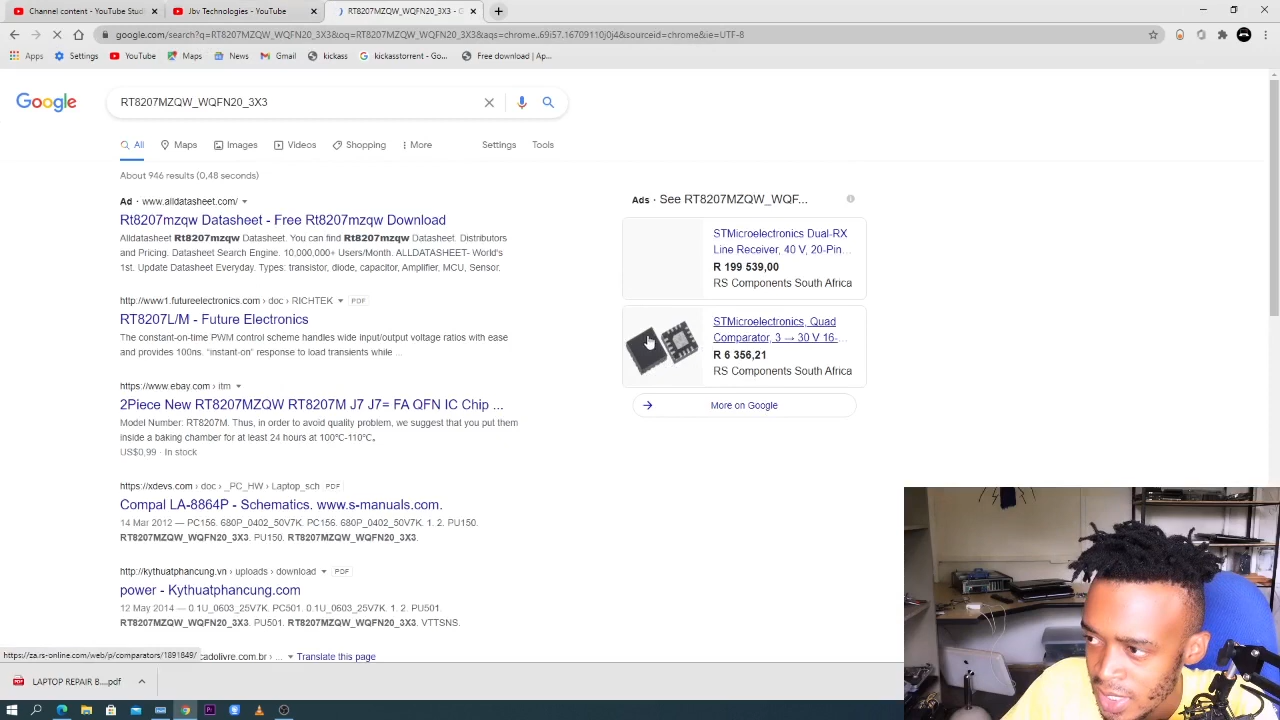 YouTube Channel Dashboard - Yo
YouTube Channel Dashboard - Yo
RT8207MZQW_WQFN20_3X3 - G
google.com/search?q=RT8207MZQW_WQFN20_3X3&oq=RT8207MZQW_WQFN20_3X3&aqs=chrome..69i57.16709110j0j4&sourceid=chrome&ie=UTF-8
Apps Settings YouTube Maps News Gmail kickass kickasstorrent.cr - ... Free download | Ap...
Google
RT8207MZQW_WQFN20_3X3
All Maps Images Videos Shopping More Settings Tools
About 946 results (0,48 seconds)
Ad · www.alldatasheet.com/
Rt8207mzqw Datasheet - Free Rt8207mzqw Download
Alldatasheet Rt8207mzqw Datasheet. You can find Rt8207mzqw Datasheet. Distributors
and Pricing. Datasheet Search Engine. 10,000,000+ Users/Month. ALLDATASHEET- World's
1st. Update Datasheet Everyday. Types: transistor, diode, capacitor, Amplifier, MCU, Sensor.
http://www1.futureelectronics.com › doc › RICHTEK PDF
RT8207L/M - Future Electronics
The constant-on-time PWM control scheme handles wide input/output voltage ratios with ease
and provides 100ns. “instant-on” response to load transients while ...
https://www.ebay.com › itm
2Piece New RT8207MZQW RT8207M J7 J7= FA QFN IC Chip ...
Model Number: RT8207M. Thus, in order to avoid quality problem, we suggest that you put them
inside a baking chamber for at least 24 hours at 100℃-110℃。
US$0,99 · In stock
https://xdevs.com › doc › _PC_HW › Laptop_sch PDF
Compal LA-8864P - Schematics. www.s-manuals.com.
14 Mar 2012 — PC156. 680P_0402_50V7K. PC156. 680P_0402_50V7K. 1. 2. PU150.
RT8207MZQW_WQFN20_3X3. PU150. RT8207MZQW_WQFN20_3X3.
http://kythuatphancung.vn › uploads › download PDF
power - Kythuatphancung.com
12 May 2014 — 0.1U_0603_25V7K. PC501. 0.1U_0603_25V7K. 1. 2. PU501.
RT8207MZQW_WQFN20_3X3. PU501. RT8207MZQW_WQFN20_3X3. VTTSNS.
cadolivre.com.br › ... Translate this page
Ads · See RT8207MZQW_WQF...
STMicroelectronics Dual-RX
Line Receiver, 40 V, 20-Pin...
R 199 539,00
RS Components South Africa
STMicroelectronics, Quad
Comparator, 3 → 30 V 16-...
R 6 356,21
RS Components South Africa
More on Google
https://za.rs-online.com/web/p/comparators/1891849/
LAPTOP REPAIR B....pdf